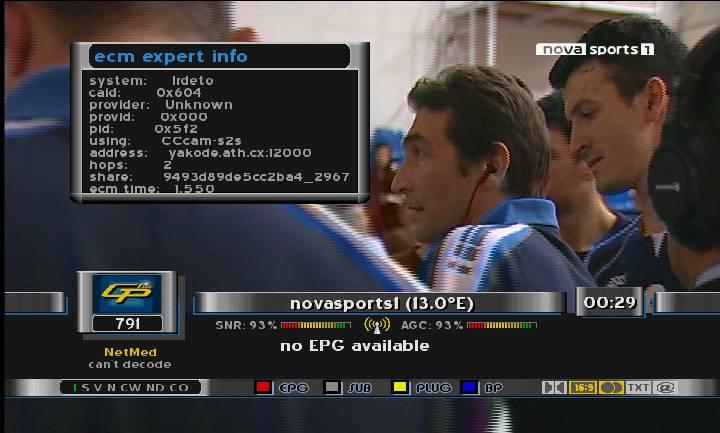 ecm expert info
nova sports 1
system: Irdeto
caid: 0x604
provider: Unknown
provid: 0x000
pid: 0x5f2
using: CCcam-s2s
address: yakode.ath.cx:12000
hops: 2
share: 9493d89de5cc2ba4_2967
ecm time: 1.550
novasports1 (13.0°E)
00:29
791
SNR: 93%
AGC: 93%
no EPG available
NetMed
can't decode
I S V N CW ND CO
EPG SUB PLUG BP
16:9
TXT @